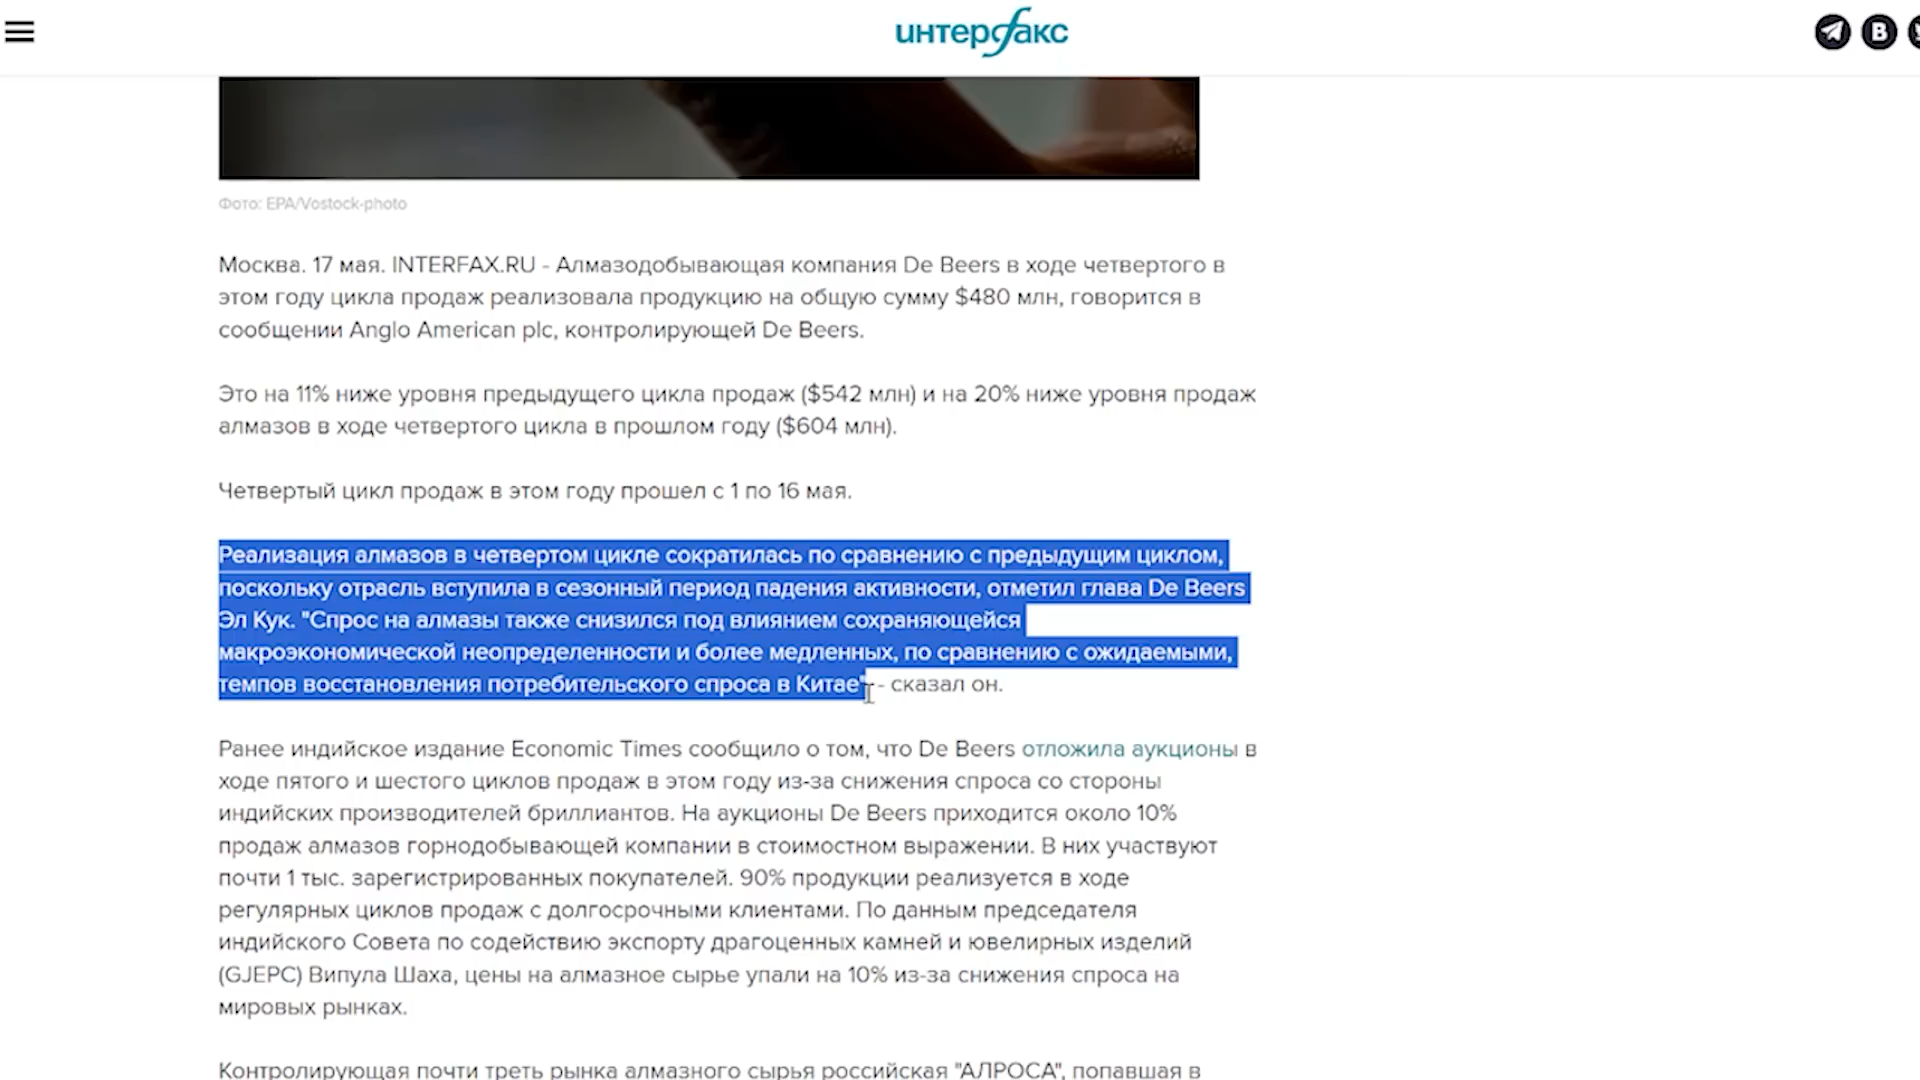 интерфакс
Фото: EPA/Vostock-photo
Москва. 17 мая. INTERFAX.RU - Алмазодобывающая компания De Beers в ходе четвертого в
этом году цикла продаж реализовала продукцию на общую сумму $480 млн, говорится в
сообщении Anglo American plc, контролирующей De Beers.
Это на 11% ниже уровня предыдущего цикла продаж ($542 млн) и на 20% ниже уровня продаж
алмазов в ходе четвертого цикла в прошлом году ($604 млн).
Четвертый цикл продаж в этом году прошел с 1 по 16 мая.
Реализация алмазов в четвертом цикле сократилась по сравнению с предыдущим циклом,
поскольку отрасль вступила в сезонный период падения активности, отметил глава De Beers
Эл Кук. "Спрос на алмазы также снизился под влиянием сохраняющейся
макроэкономической неопределенности и более медленных, по сравнению с ожидаемыми,
темпов восстановления потребительского спроса в Китае" - сказал он.
Ранее индийское издание Economic Times сообщило о том, что De Beers отложила аукционы в
ходе пятого и шестого циклов продаж в этом году из-за снижения спроса со стороны
индийских производителей бриллиантов. На аукционы De Beers приходится около 10%
продаж алмазов горнодобывающей компании в стоимостном выражении. В них участвуют
почти 1 тыс. зарегистрированных покупателей. 90% продукции реализуется в ходе
регулярных циклов продаж с долгосрочными клиентами. По данным председателя
индийского Совета по содействию экспорту драгоценных камней и ювелирных изделий
(GJEPC) Випула Шаха, цены на алмазное сырье упали на 10% из-за снижения спроса на
мировых рынках.
Контролирующая почти треть рынка алмазного сырья российская "АЛРОСА", попавшая в